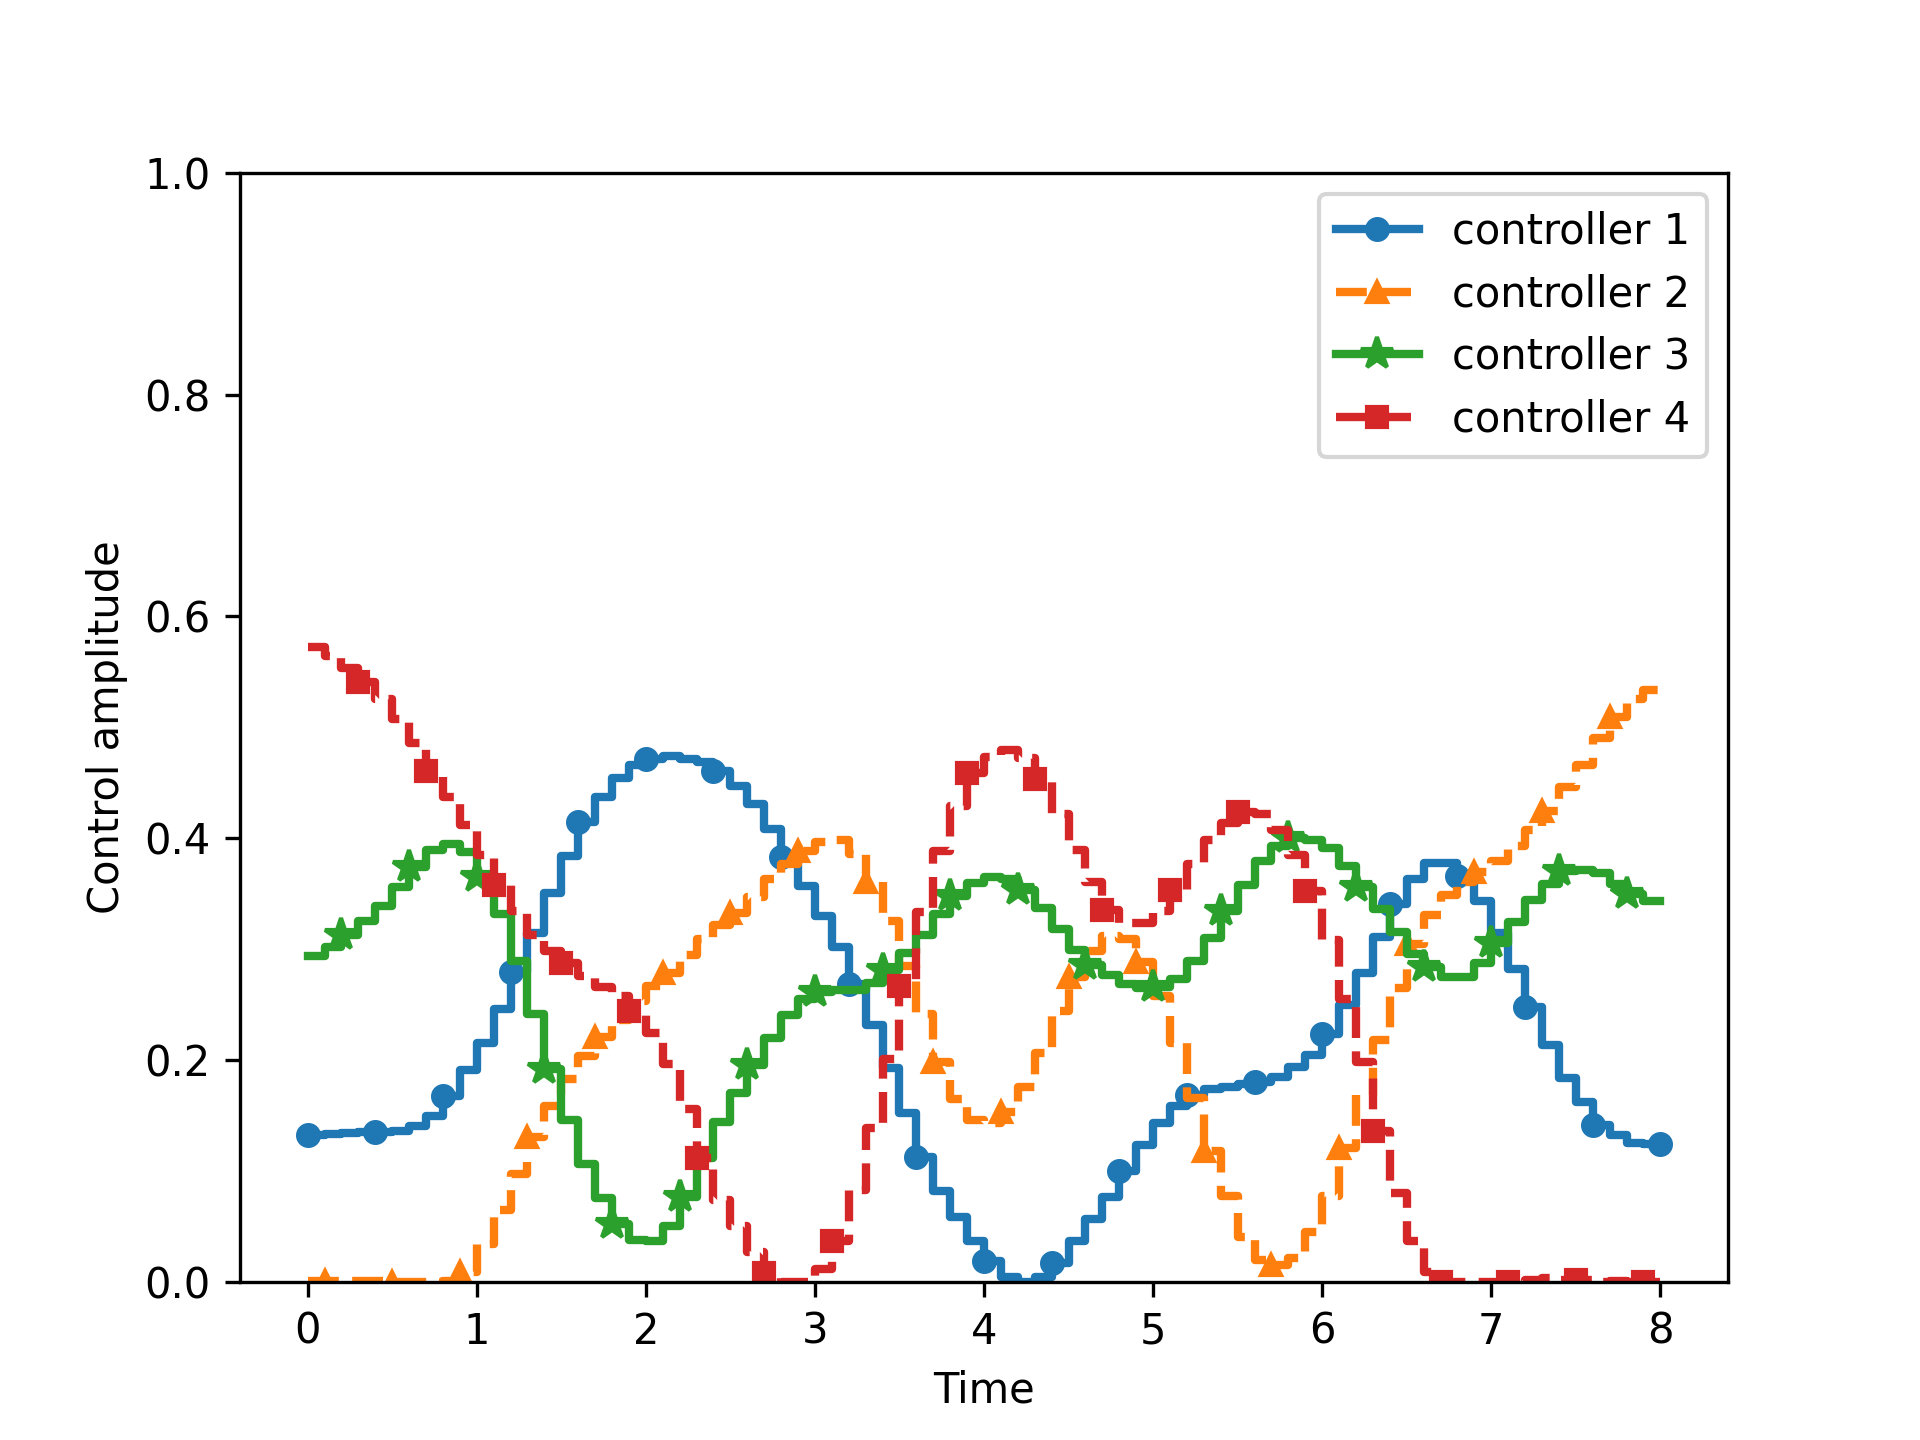 1.0
0.8
0.6
0.4
0.2
0.0
Control amplitude
0 1 2 3 4 5 6 7 8
Time
controller 1
controller 2
controller 3
controller 4